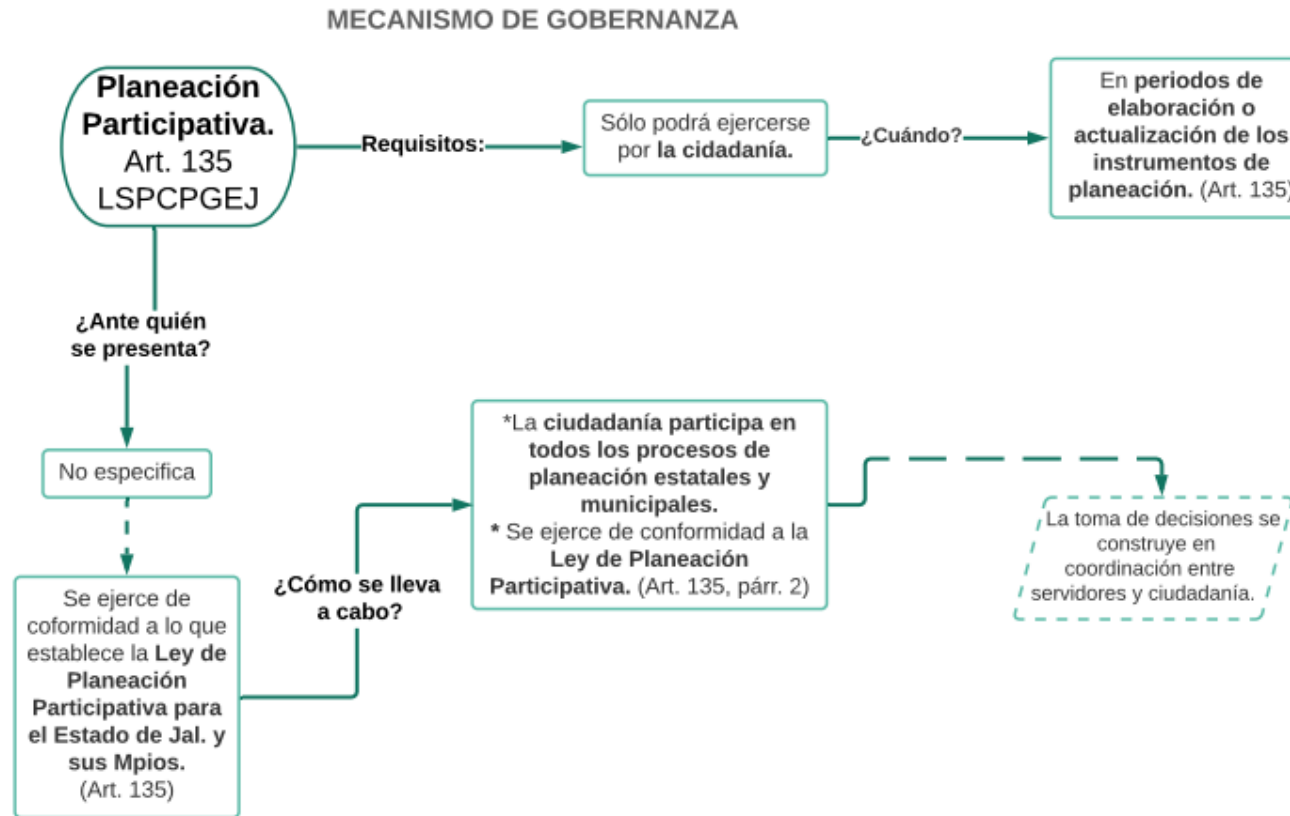 MECANISMO DE GOBERNANZA
Planeación
Participativa.
Art. 135
LSPCPGEJ
Requisitos:
Sólo podrá ejercerse
por la cidadanía.
¿Cuándo?
En periodos de
elaboración o
actualización de los
instrumentos de
planeación. (Art. 135)
¿Ante quién
se presenta?
No especifica
Se ejerce de
coformidad a lo que
establece la Ley de
Planeación
Participativa para
el Estado de Jal. y
sus Mpios.
(Art. 135)
¿Cómo se lleva
a cabo?
*La ciudadanía participa en
todos los procesos de
planeación estatales y
municipales.
* Se ejerce de conformidad a la
Ley de Planeación
Participativa. (Art. 135, párr. 2)
La toma de decisiones se
construye en
coordinación entre
servidores y ciudadanía.